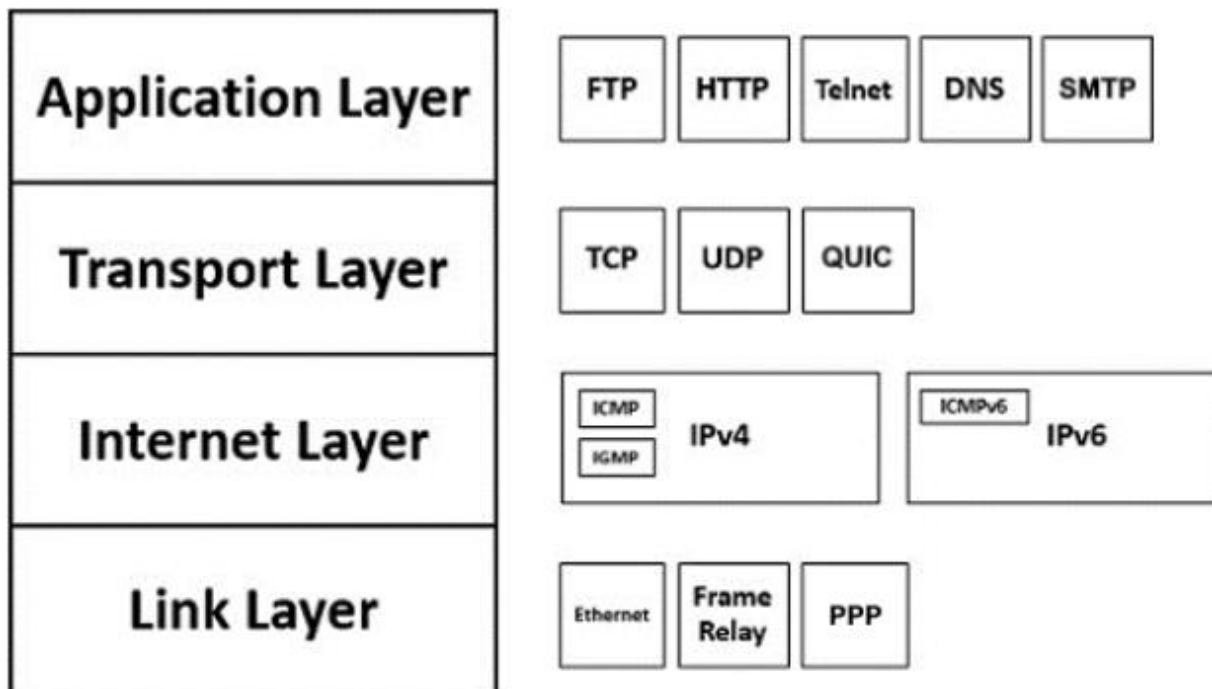 Application Layer
FTP
HTTP
Telnet
DNS
SMTP
Transport Layer
TCP
UDP
QUIC
Internet Layer
ICMP
IGMP
IPv4
ICMPv6
IPv6
Link Layer
Ethernet
Frame
Relay
PPP